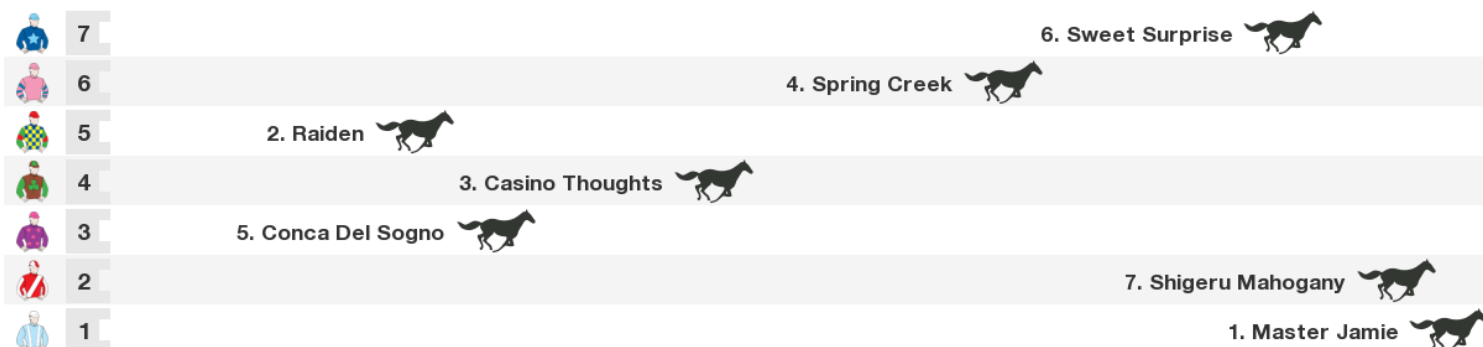 7 6. Sweet Surprise
6 4. Spring Creek
5 2. Raiden
4 3. Casino Thoughts
3 5. Conca Del Sogno
2 7. Shigeru Mahogany
1 1. Master Jamie